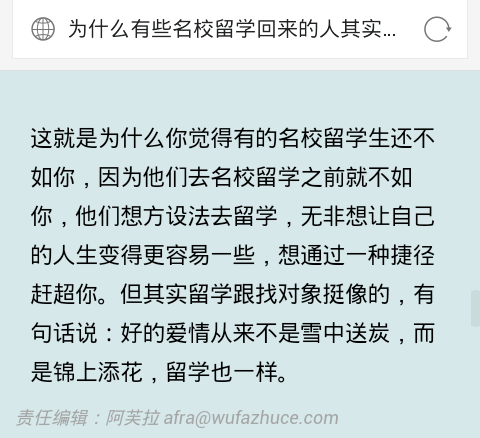 为什么有些名校留学回来的人其实...
这就是为什么你觉得有的名校留学生还不
如你，因为他们去名校留学之前就不如
你，他们想方设法去留学，无非想让自己
的人生变得更容易一些，想通过一种捷径
赶超你。但其实留学跟找对象挺像的，有
句话说：好的爱情从来不是雪中送炭，而
是锦上添花，留学也一样。
责任编辑：阿芙拉 afra@wufazhuce.com